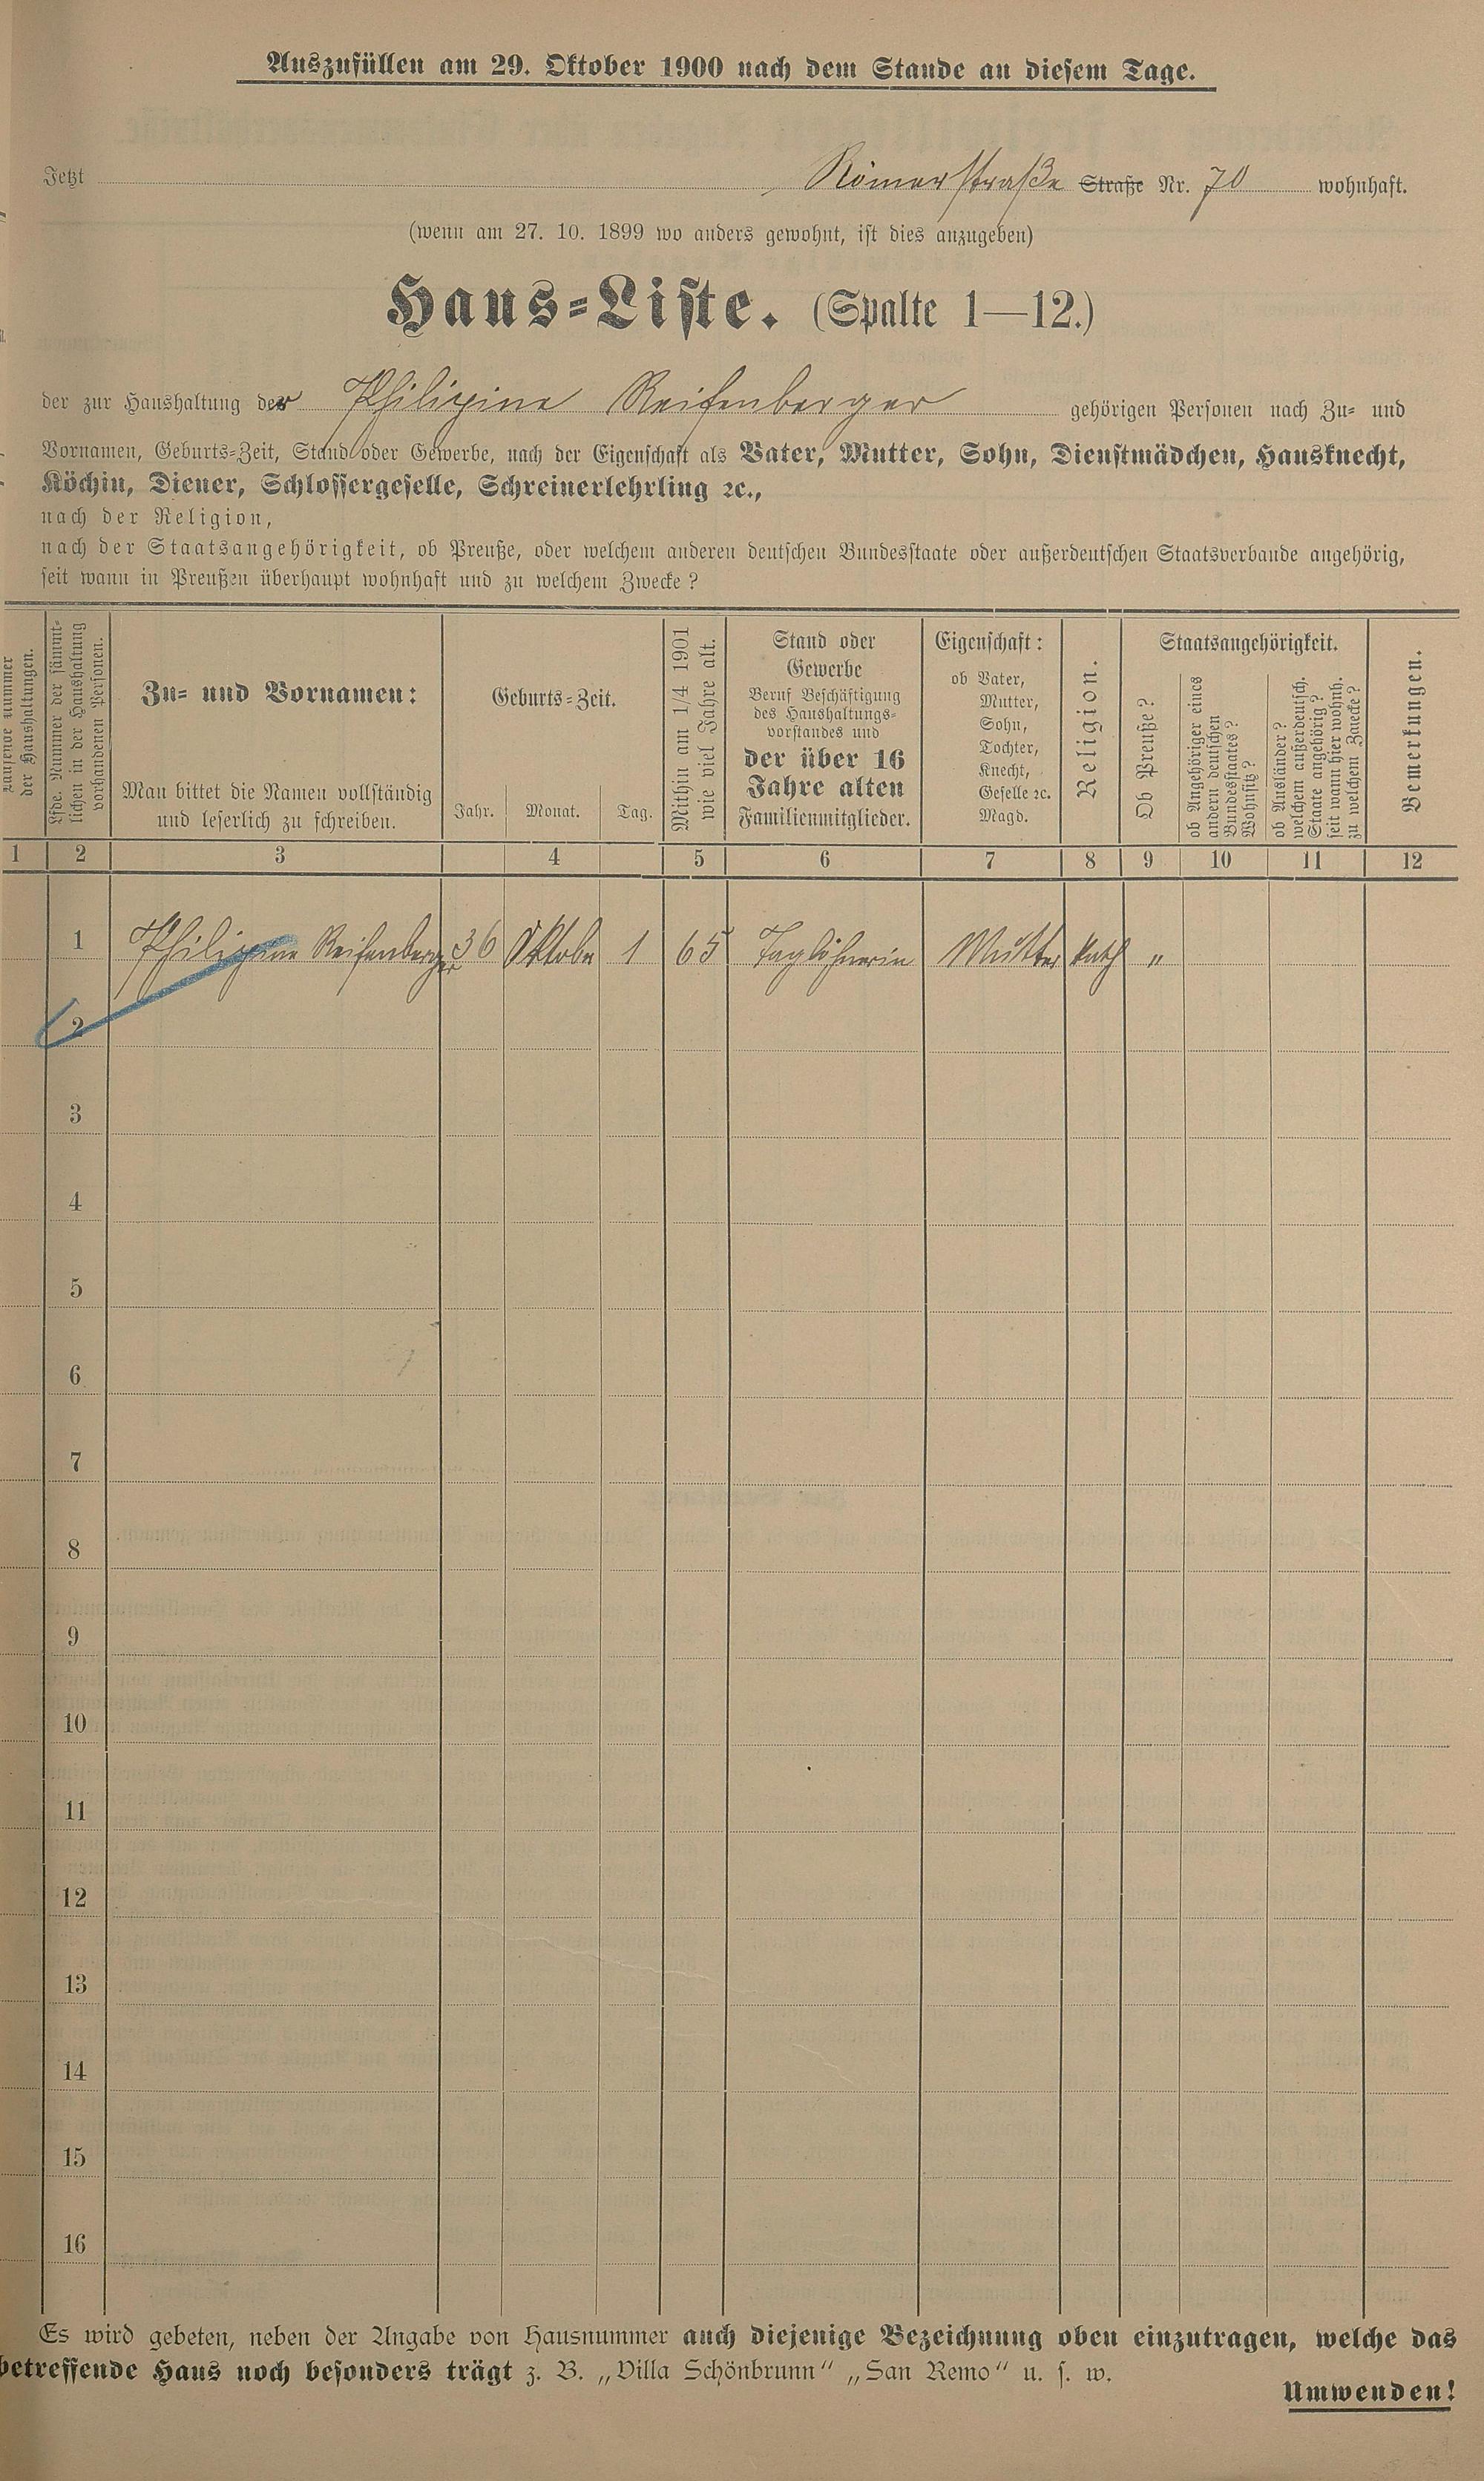 Auszufüllen am 29. Oktober 1900 nach dem Stande an diesem Tage.
Jetzt Römerstraße Straße Nr. 70 wohnhaft.
(wenn am 27. 10. 1899 wo anders gewohnt, ist dies anzugeben)
Haus-Liste. (Spalte 1—12.)
der zur Haushaltung der Philipine Reifenberger gehörigen Personen nach Zu- und
Vornamen, Geburts-Zeit, Stand oder Gewerbe, nach der Eigenschaft als Vater, Mutter, Sohn, Dienstmädchen, Hausknecht,
Köchin, Diener, Schlossergeselle, Schreinerlehrling ꝛc.,
nach der Religion,
nach der Staatsangehörigkeit, ob Preuße, oder welchem anderen deutschen Bundesstaate oder außerdeutschen Staatsverbande angehörig,
seit wann in Preußen überhaupt wohnhaft und zu welchem Zwecke?
Laufende Nummer
der Haushaltungen.
Lfde. Nummer der sämmt-
lichen in der Haushaltung
vorhandenen Personen.
Zu- und Vornamen:
Man bittet die Namen vollständig
und leserlich zu schreiben.
Geburts-Zeit.
Jahr. Monat. Tag.
Mithin am 1/4 1901
wie viel Jahre alt.
Stand oder
Gewerbe
Beruf Beschäftigung
des Haushaltungs-
vorstandes und
der über 16
Jahre alten
Familienmitglieder.
Eigenschaft:
ob Vater,
Mutter,
Sohn,
Tochter,
Knecht,
Geselle ꝛc.
Magd.
Religion.
Staatsangehörigkeit.
Ob Preuße?
ob Angehöriger eines
andern deutschen
Bundesstaates?
Wohnsitz?
ob Ausländer?
welchem außerdeutsch.
Staate angehörig?
seit wann hier wohnh.
zu welchem Zwecke?
Bemerkungen.
1 2 3 4 5 6 7 8 9 10 11 12
1 Philipine Reifenberger 36 Oktober 1 65 Taglöhnerin Mutter kath "
2
3
4
5
6
7
8
9
10
11
12
13
14
15
16
Es wird gebeten, neben der Angabe von Hausnummer auch diejenige Bezeichnung oben einzutragen, welche das
betreffende Haus noch besonders trägt z. B. „Villa Schönbrunn" „San Remo" u. s. w.
Umwenden!